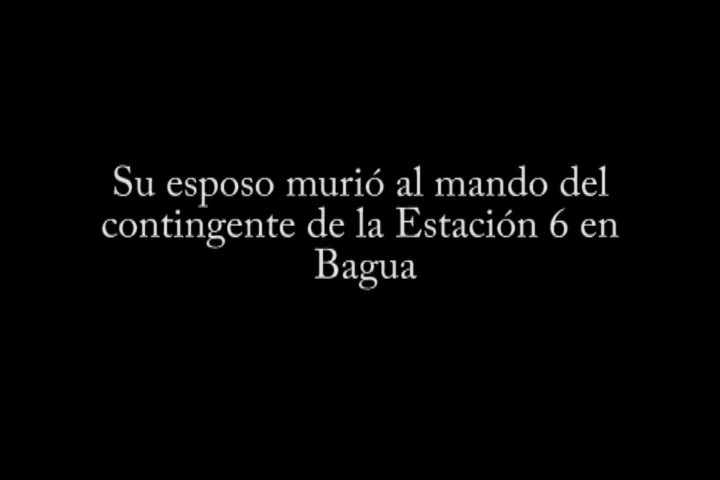 Su esposo murió al mando del
contingente de la Estación 6 en
Bagua